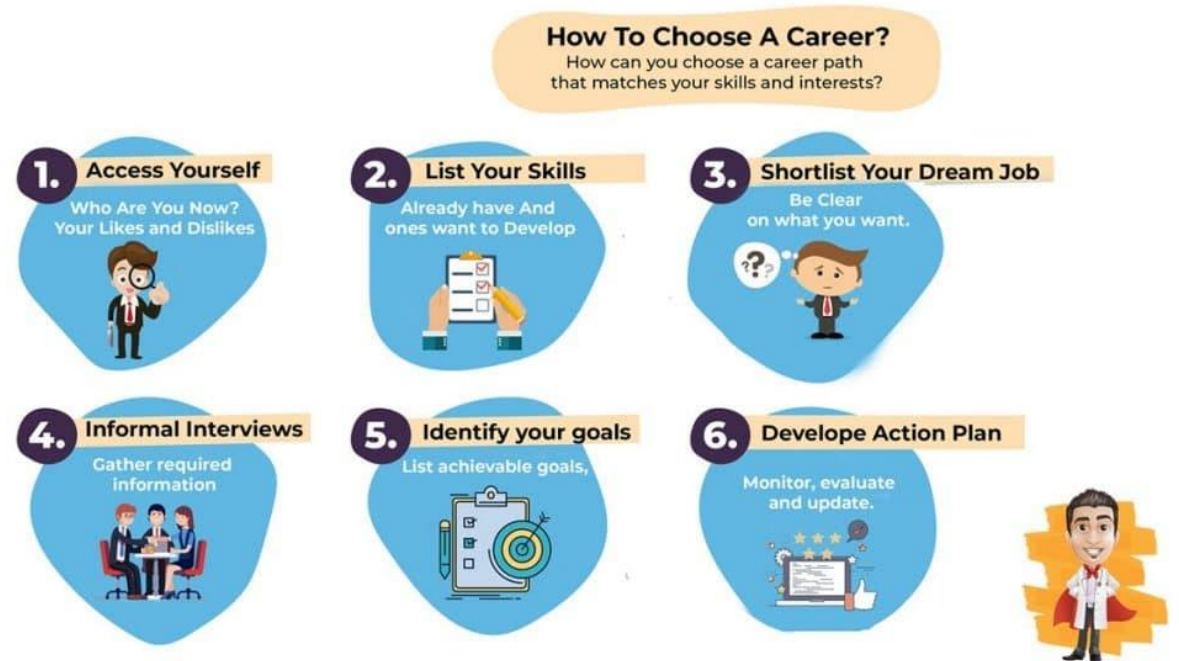 How To Choose A Career?
How can you choose a career path
that matches your skills and interests?
1. Access Yourself
Who Are You Now?
Your Likes and Dislikes
2. List Your Skills
Already have And
ones want to Develop
3. Shortlist Your Dream Job
Be Clear
on what you want.
???
4. Informal Interviews
Gather required
information
5. Identify your goals
List achievable goals,
6. Develope Action Plan
Monitor, evaluate
and update.